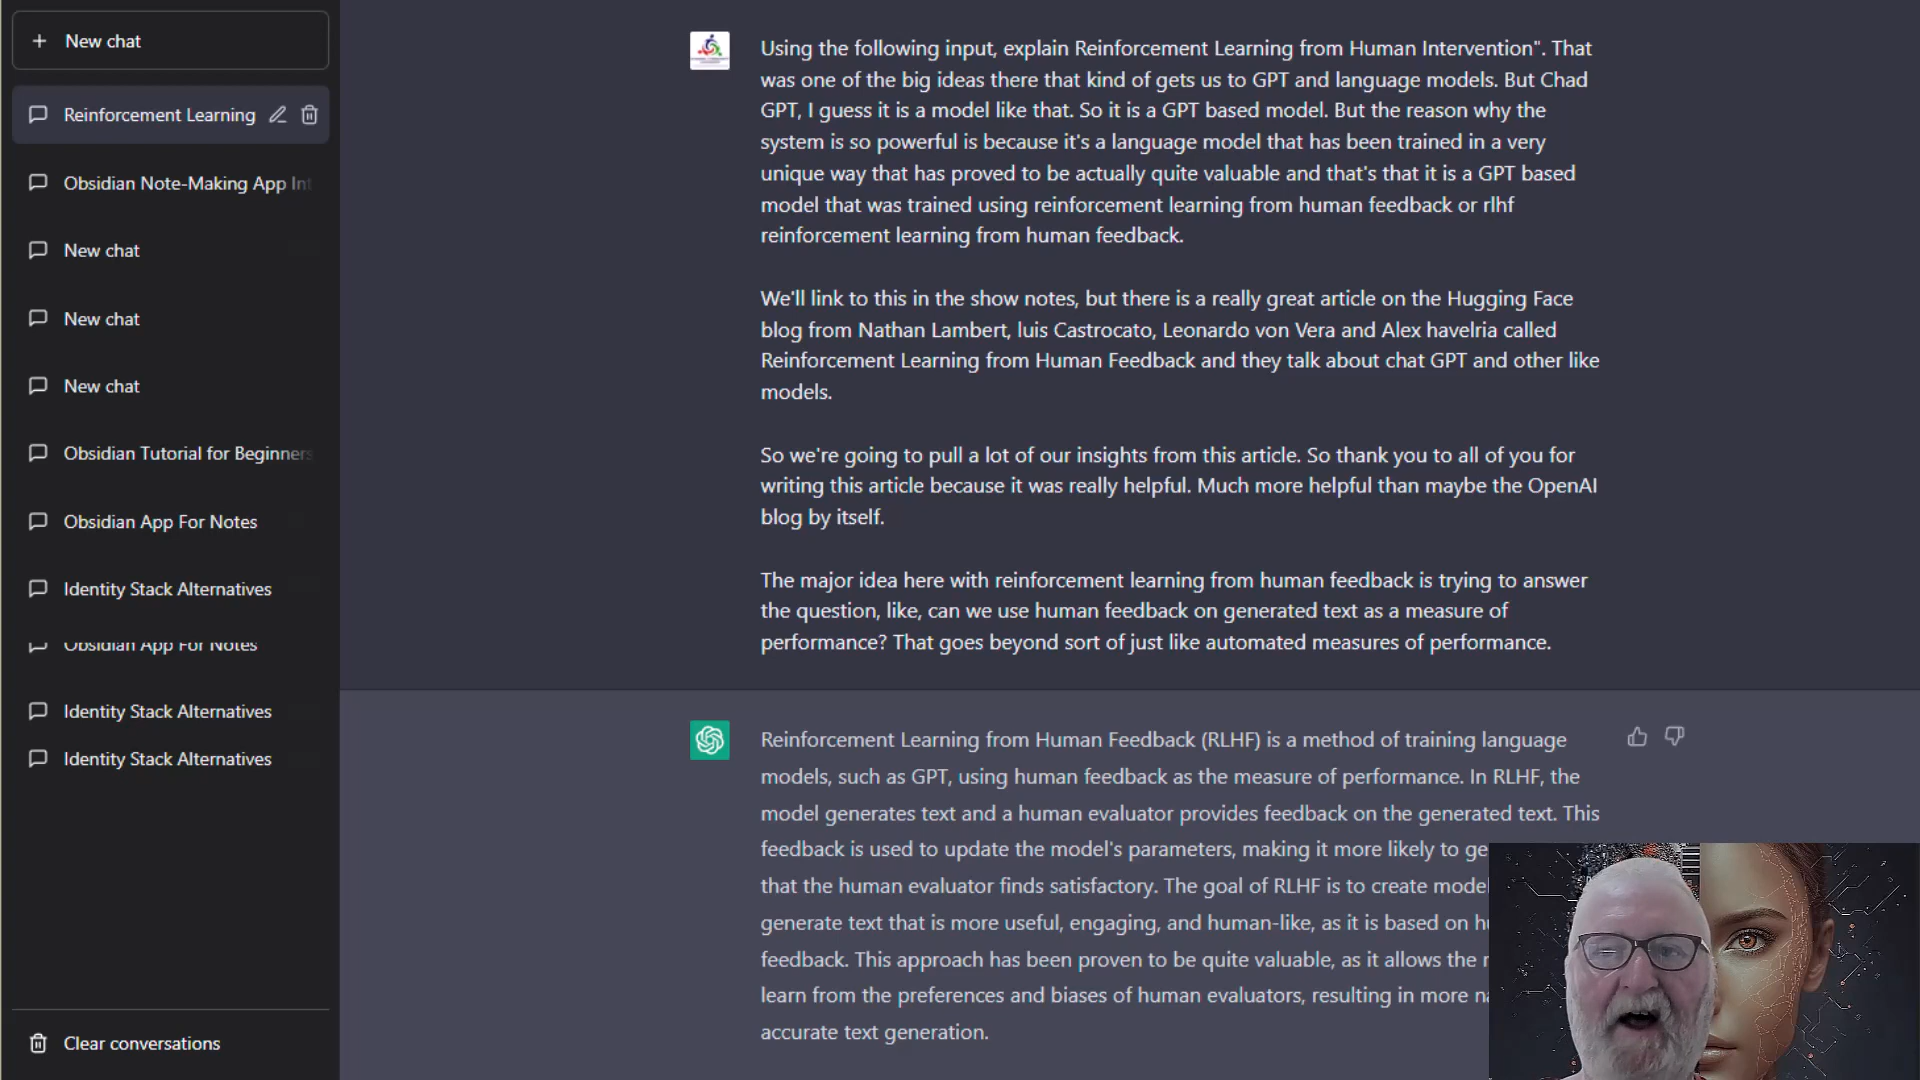 New chat
Reinforcement Learning
Obsidian Note-Making App Int
New chat
New chat
New chat
Obsidian Tutorial for Beginners
Obsidian App For Notes
Identity Stack Alternatives
Obsidian App For Notes
Identity Stack Alternatives
Identity Stack Alternatives
Clear conversations
Using the following input, explain Reinforcement Learning from Human Intervention". That
was one of the big ideas there that kind of gets us to GPT and language models. But Chad
GPT, I guess it is a model like that. So it is a GPT based model. But the reason why the
system is so powerful is because it's a language model that has been trained in a very
unique way that has proved to be actually quite valuable and that's that it is a GPT based
model that was trained using reinforcement learning from human feedback or rlhf
reinforcement learning from human feedback.
We'll link to this in the show notes, but there is a really great article on the Hugging Face
blog from Nathan Lambert, luis Castrocato, Leonardo von Vera and Alex havelria called
Reinforcement Learning from Human Feedback and they talk about chat GPT and other like
models.
So we're going to pull a lot of our insights from this article. So thank you to all of you for
writing this article because it was really helpful. Much more helpful than maybe the OpenAI
blog by itself.
The major idea here with reinforcement learning from human feedback is trying to answer
the question, like, can we use human feedback on generated text as a measure of
performance? That goes beyond sort of just like automated measures of performance.
Reinforcement Learning from Human Feedback (RLHF) is a method of training language
models, such as GPT, using human feedback as the measure of performance. In RLHF, the
model generates text and a human evaluator provides feedback on the generated text. This
feedback is used to update the model's parameters, making it more likely to ge
that the human evaluator finds satisfactory. The goal of RLHF is to create model
generate text that is more useful, engaging, and human-like, as it is based on hu
feedback. This approach has been proven to be quite valuable, as it allows the
learn from the preferences and biases of human evaluators, resulting in more na
accurate text generation.